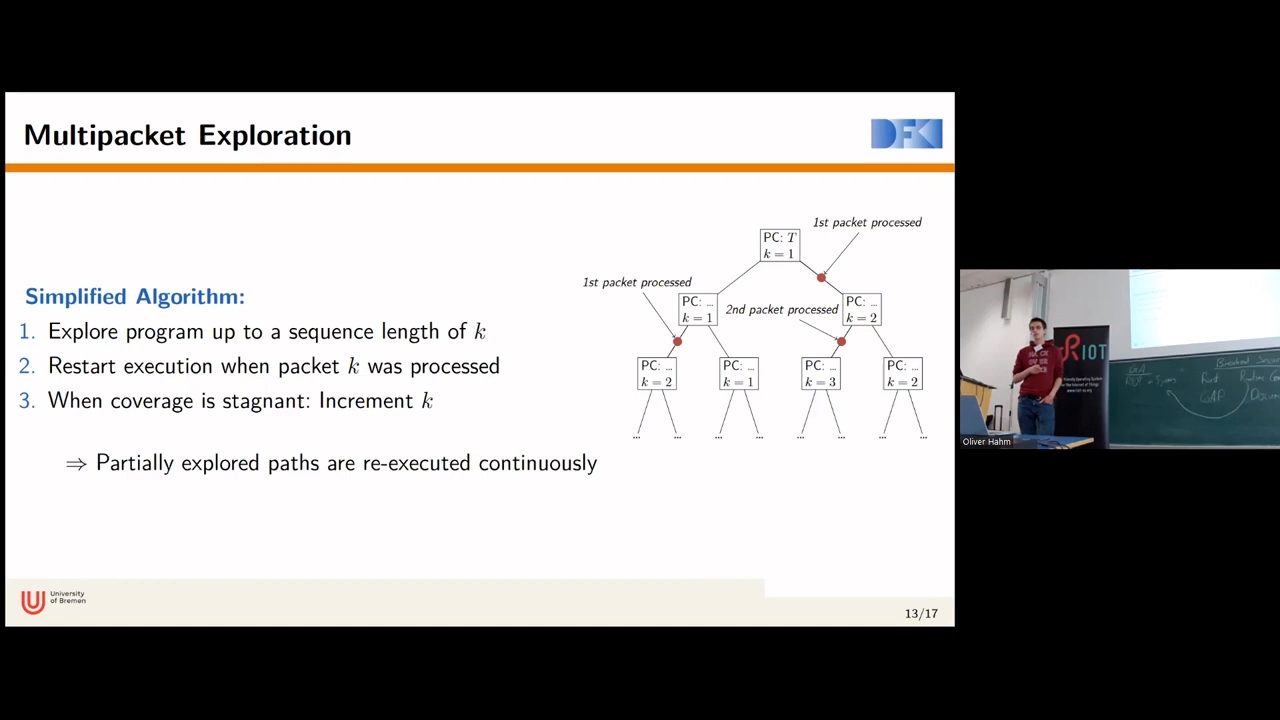 Multipacket Exploration
DFKI
Simplified Algorithm:
1. Explore program up to a sequence length of k
2. Restart execution when packet k was processed
3. When coverage is stagnant: Increment k
⇒ Partially explored paths are re-executed continuously
1st packet processed
PC: T
k = 1
1st packet processed
PC: ...
k = 1
2nd packet processed
PC: ...
k = 2
PC: ...
k = 2
PC: ...
k = 1
PC: ...
k = 3
PC: ...
k = 2
... ... ... ... ... ... ... ...
University
of Bremen
13/17
RIOT
Rust
Oliver Hahm